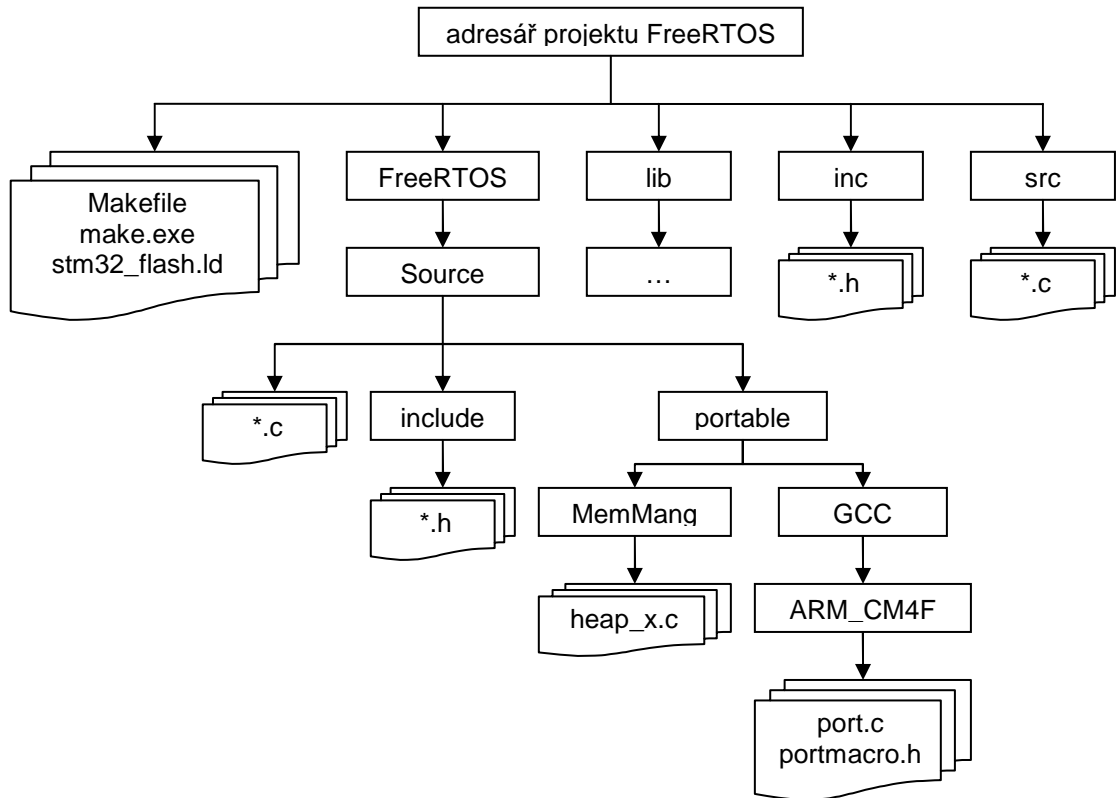 adresář projektu FreeRTOS
Makefile
make.exe
stm32_flash.ld
FreeRTOS
lib
inc
src
Source
…
*.h
*.c
*.c
include
portable
*.h
MemMang
GCC
heap_x.c
ARM_CM4F
port.c
portmacro.h